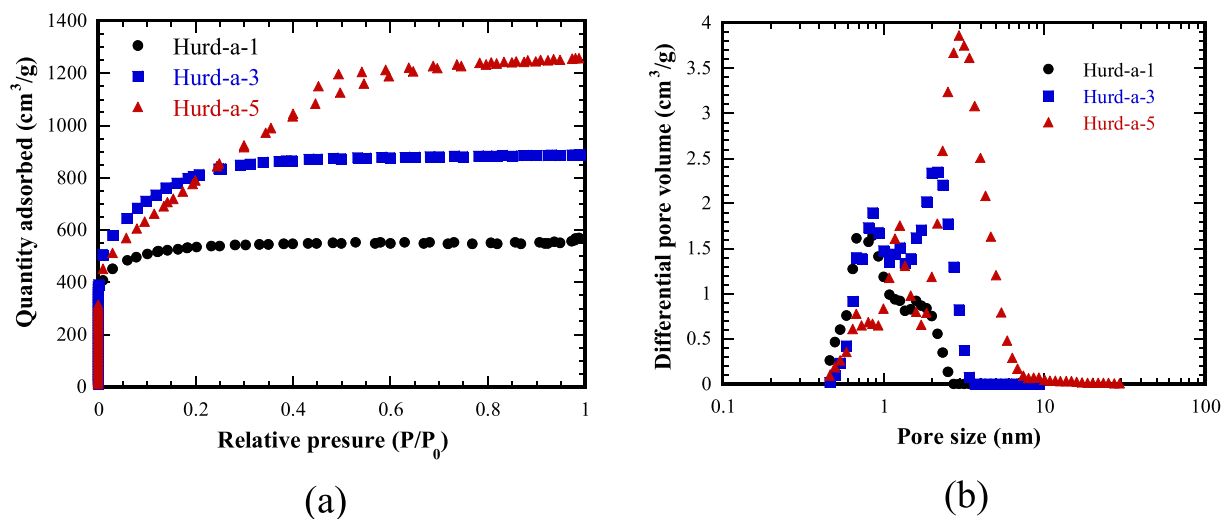 1400
1200
1000
800
600
400
200
0
Quantity adsorbed (cm³/g)
Hurd-a-1
Hurd-a-3
Hurd-a-5
0
0.2
0.4
0.6
0.8
1
Relative presure (P/P₀)
(a)
4
3.5
3
2.5
2
1.5
1
0.5
0
Differential pore volume (cm³/g)
Hurd-a-1
Hurd-a-3
Hurd-a-5
0.1
1
10
100
Pore size (nm)
(b)